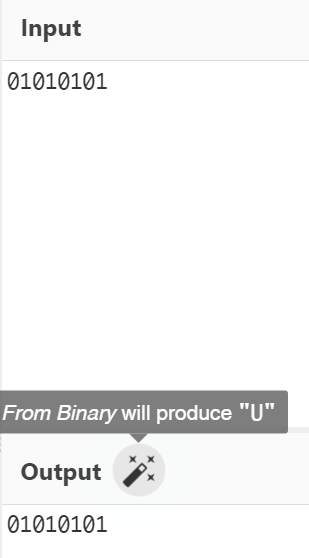 Input
01010101
From Binary will produce "U"
Output
01010101